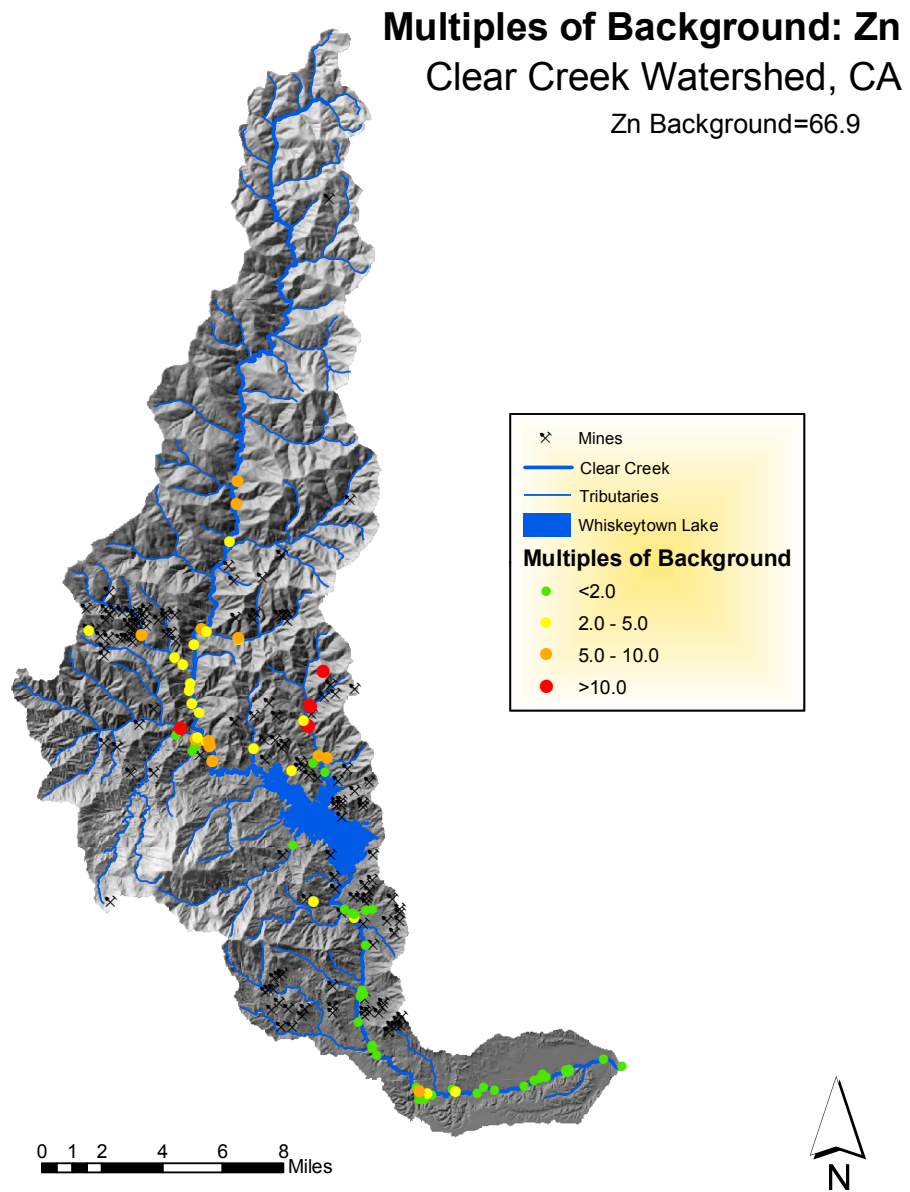 Multiples of Background: Zn
Clear Creek Watershed, CA
Zn Background=66.9
Mines
Clear Creek
Tributaries
Whiskeytown Lake
Multiples of Background
<2.0
2.0 - 5.0
5.0 - 10.0
>10.0
0 1 2 4 6 8
Miles
N